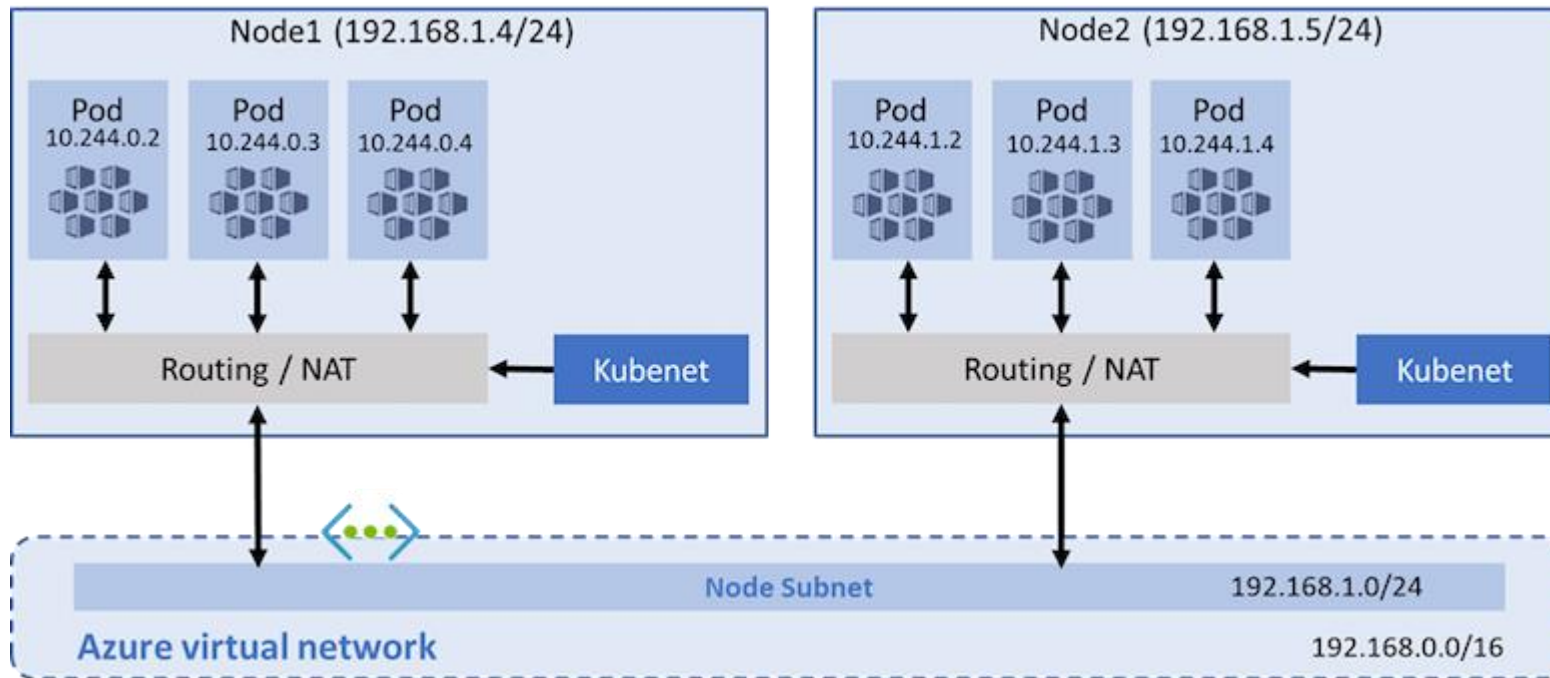 Node1 (192.168.1.4/24)
Pod
10.244.0.2
Pod
10.244.0.3
Pod
10.244.0.4
Routing / NAT
Kubenet
Node2 (192.168.1.5/24)
Pod
10.244.1.2
Pod
10.244.1.3
Pod
10.244.1.4
Routing / NAT
Kubenet
Node Subnet
192.168.1.0/24
Azure virtual network
192.168.0.0/16